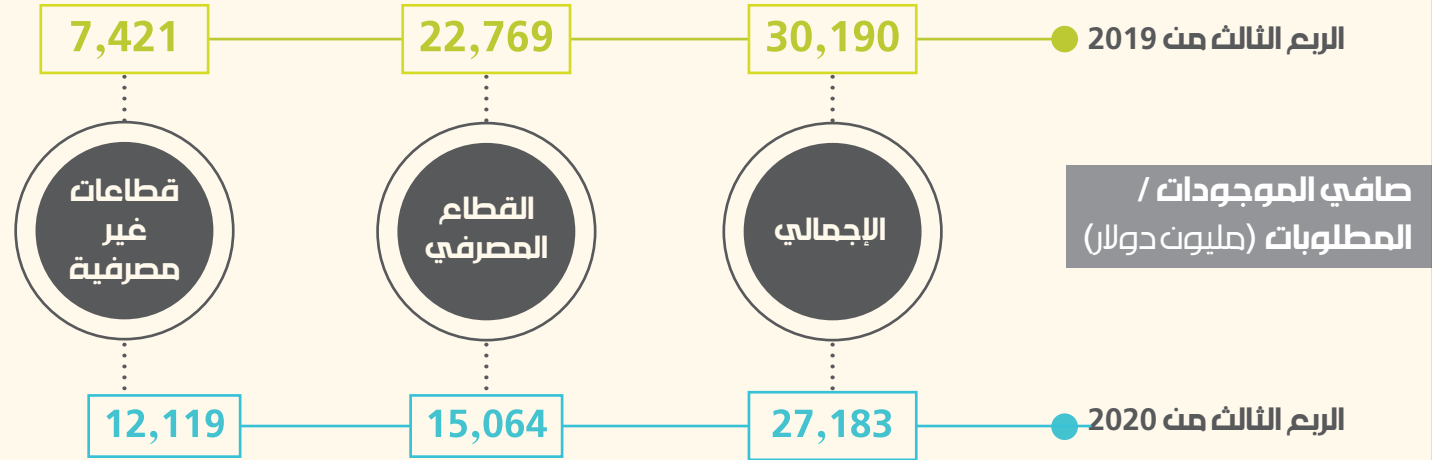 الربع الثالث من 2019
30,190
22,769
7,421
صافي الموجودات /
المطلوبات (مليون دولار)
الإجمالي
القطاع
المصرفي
قطاعات
غير
مصرفية
الربع الثالث من 2020
27,183
15,064
12,119